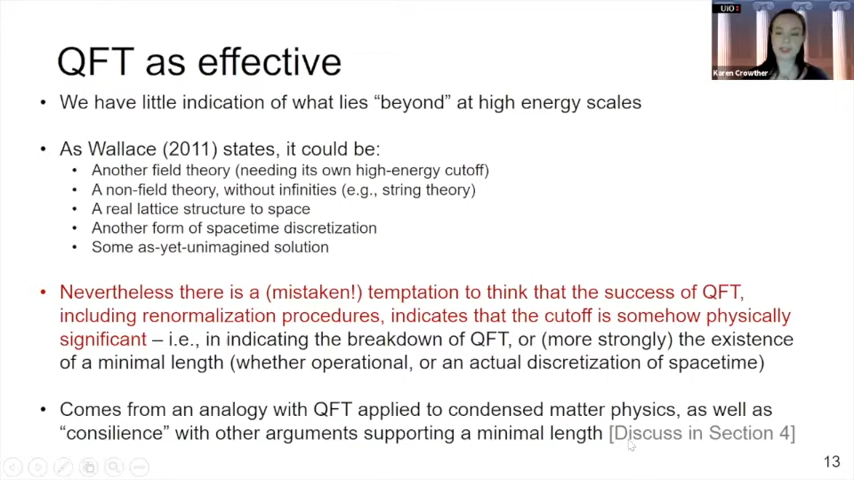 UiO
Karen Crowther
QFT as effective
• We have little indication of what lies “beyond” at high energy scales
• As Wallace (2011) states, it could be:
• Another field theory (needing its own high-energy cutoff)
• A non-field theory, without infinities (e.g., string theory)
• A real lattice structure to space
• Another form of spacetime discretization
• Some as-yet-unimagined solution
• Nevertheless there is a (mistaken!) temptation to think that the success of QFT,
including renormalization procedures, indicates that the cutoff is somehow physically
significant – i.e., in indicating the breakdown of QFT, or (more strongly) the existence
of a minimal length (whether operational, or an actual discretization of spacetime)
• Comes from an analogy with QFT applied to condensed matter physics, as well as
“consilience” with other arguments supporting a minimal length [Discuss in Section 4]
13